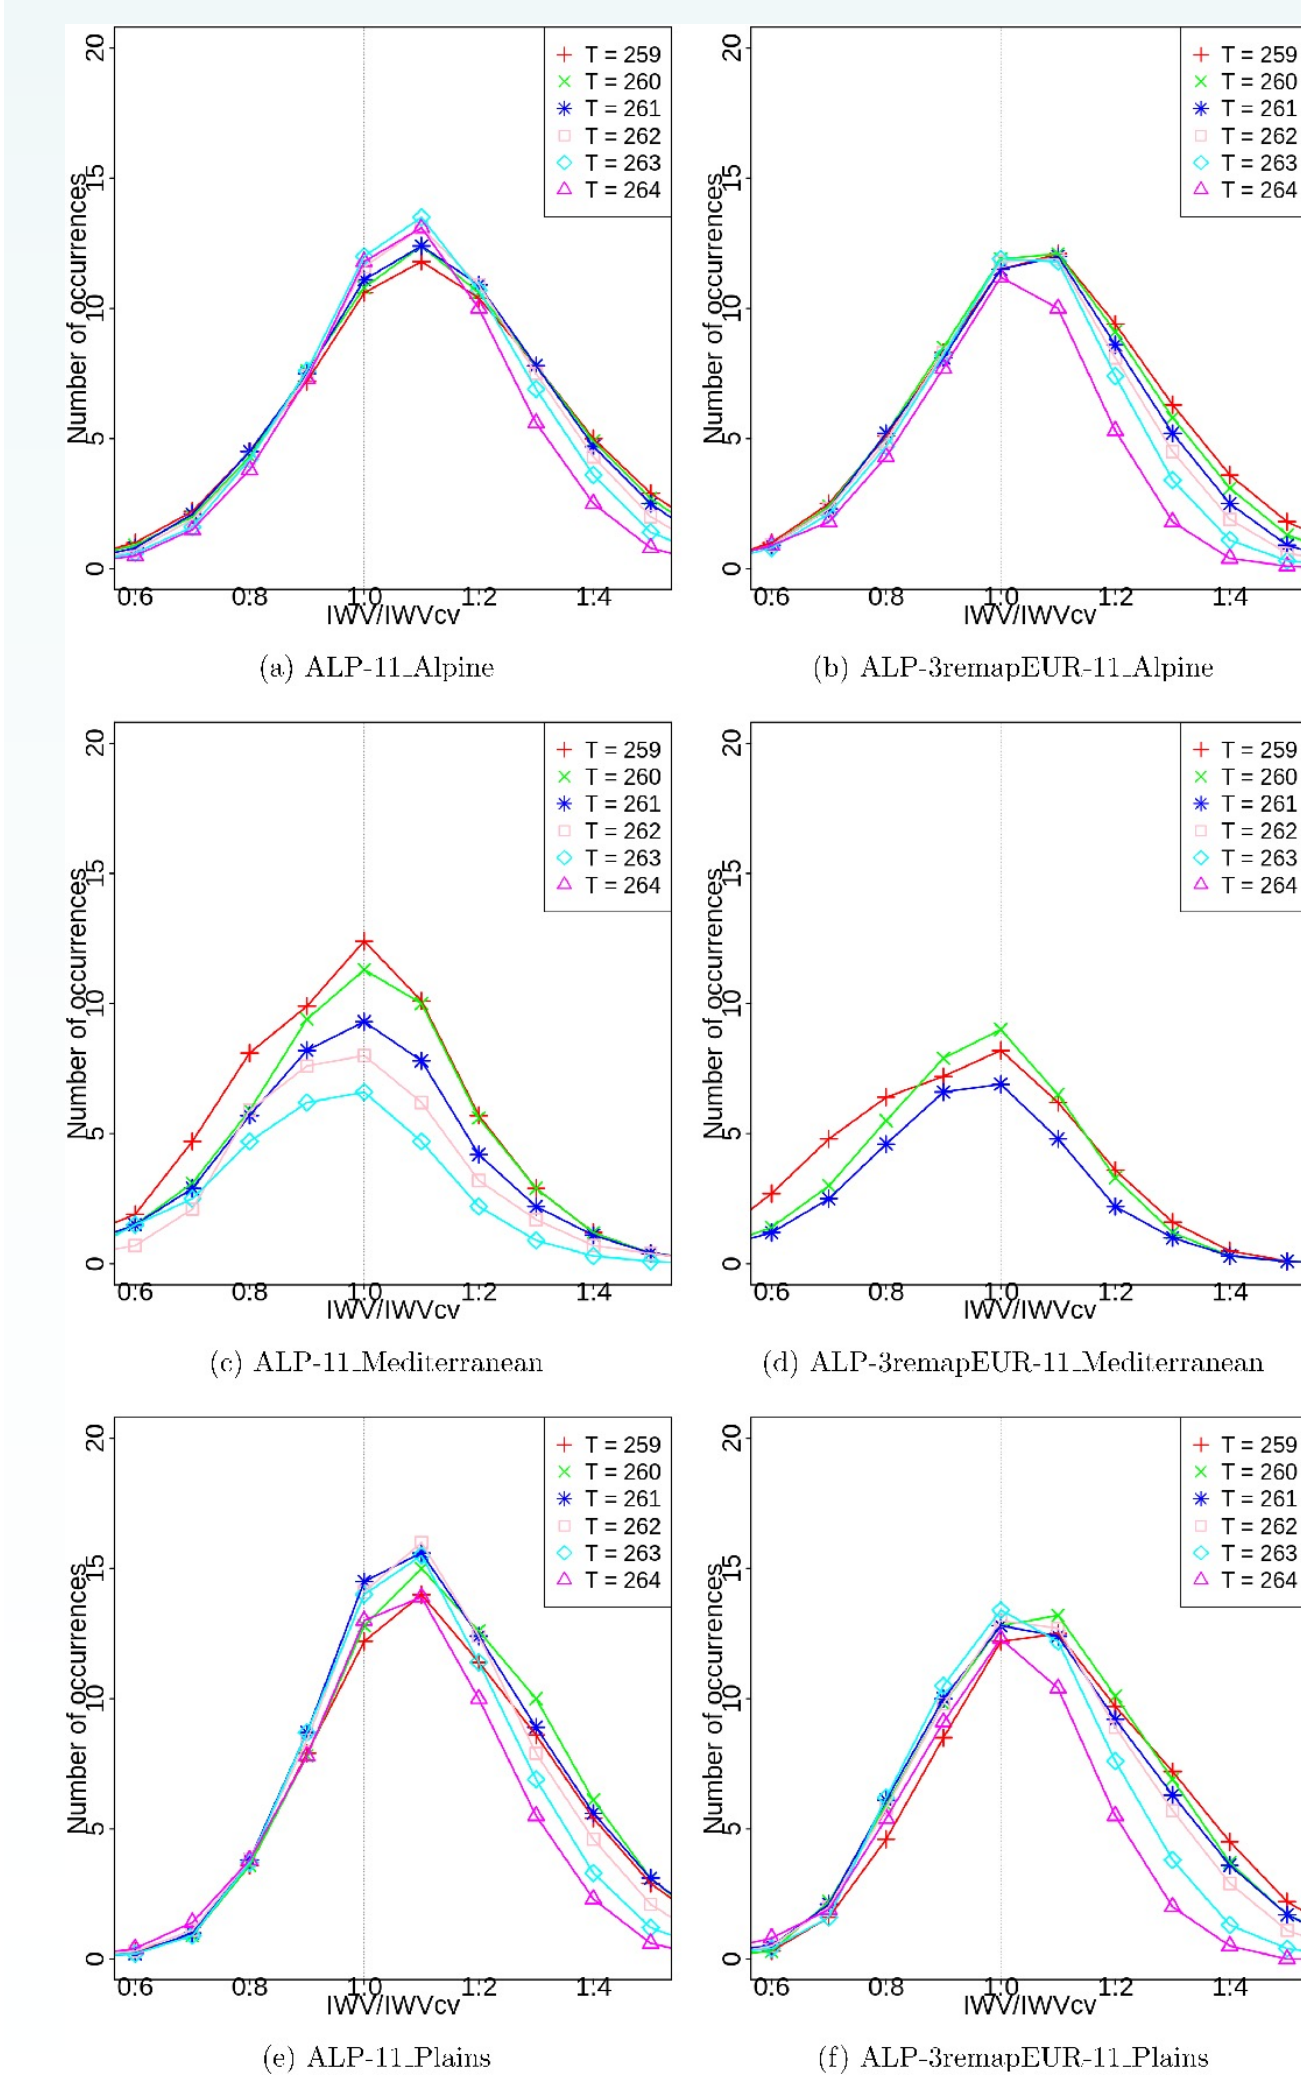 20
15
10
5
0
Number of occurrences
T = 259
T = 260
T = 261
T = 262
T = 263
T = 264
0:6 0:8 1:0 1:2 1:4
IWV/IWVcv
(a) ALP-11_Alpine
20
15
10
5
0
Number of occurrences
T = 259
T = 260
T = 261
T = 262
T = 263
T = 264
0:6 0:8 1:0 1:2 1:4
IWV/IWVcv
(b) ALP-3remapEUR-11_Alpine
20
15
10
5
0
Number of occurrences
T = 259
T = 260
T = 261
T = 262
T = 263
T = 264
0:6 0:8 1:0 1:2 1:4
IWV/IWVcv
(c) ALP-11_Mediterranean
20
15
10
5
0
Number of occurrences
T = 259
T = 260
T = 261
T = 262
T = 263
T = 264
0:6 0:8 1:0 1:2 1:4
IWV/IWVcv
(d) ALP-3remapEUR-11_Mediterranean
20
15
10
5
0
Number of occurrences
T = 259
T = 260
T = 261
T = 262
T = 263
T = 264
0:6 0:8 1:0 1:2 1:4
IWV/IWVcv
(e) ALP-11_Plains
20
15
10
5
0
Number of occurrences
T = 259
T = 260
T = 261
T = 262
T = 263
T = 264
0:6 0:8 1:0 1:2 1:4
IWV/IWVcv
(f) ALP-3remapEUR-11_Plains